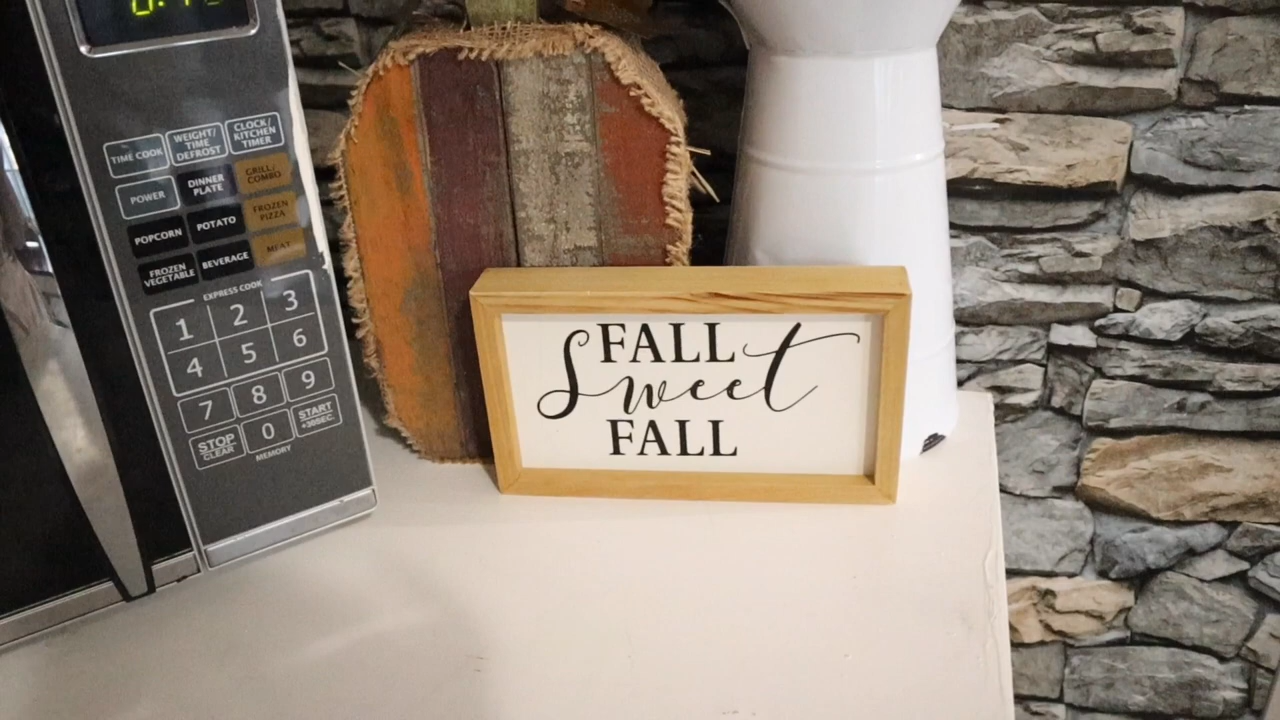 TIME COOK
WEIGHT/
TIME
DEFROST
CLOCK/
KITCHEN
TIMER
POWER
DINNER
PLATE
GRILL/
COMBO
POPCORN
POTATO
FROZEN
PIZZA
FROZEN
VEGETABLE
BEVERAGE
MEAT
EXPRESS COOK
1 2 3
4 5 6
7 8 9
STOP
CLEAR
0
START
+30SEC.
MEMORY
FALL
Sweet
FALL